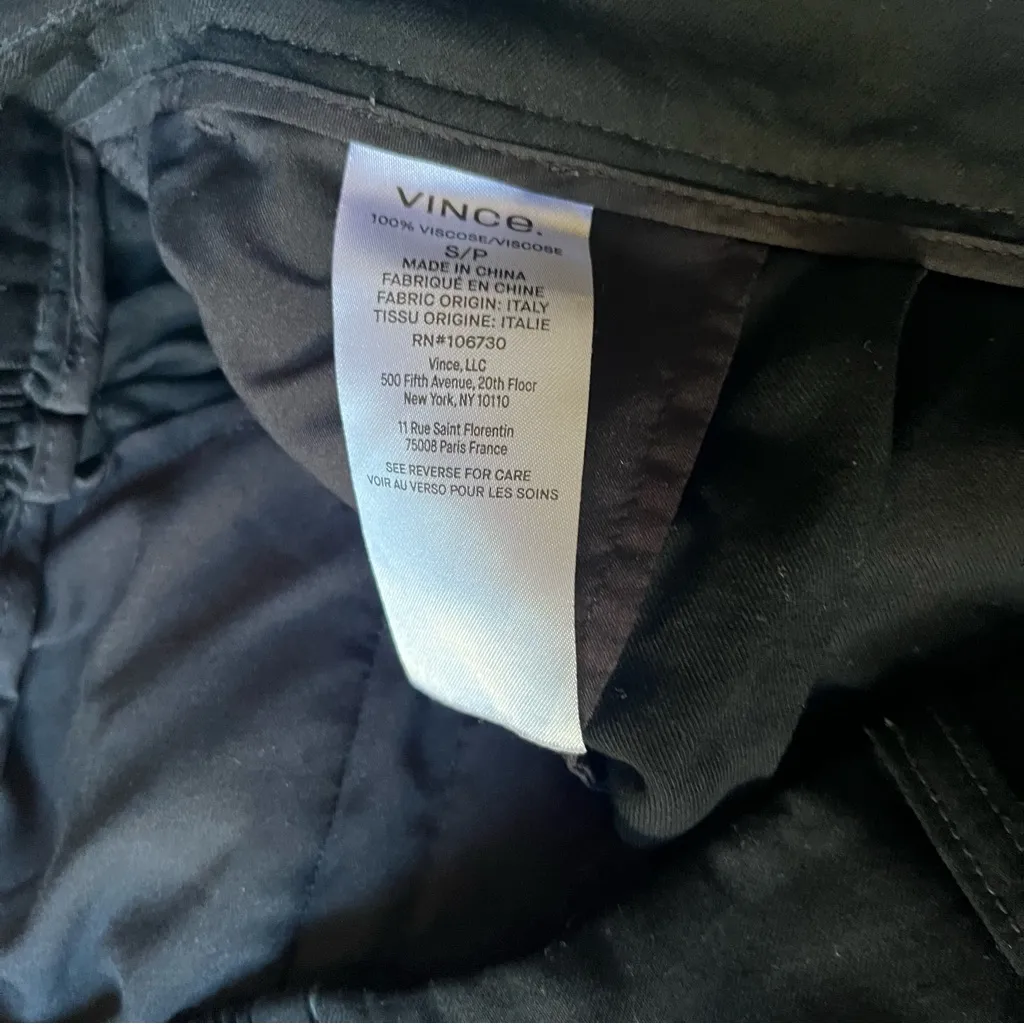 VINCe.
100% VISCOSE/VISCOSE
S/P
MADE IN CHINA
FABRIQUÉ EN CHINE
FABRIC ORIGIN: ITALY
TISSU ORIGINE: ITALIE
RN#106730
Vince, LLC
500 Fifth Avenue, 20th Floor
New York, NY 10110
11 Rue Saint Florentin
75008 Paris France
SEE REVERSE FOR CARE
VOIR AU VERSO POUR LES SOINS